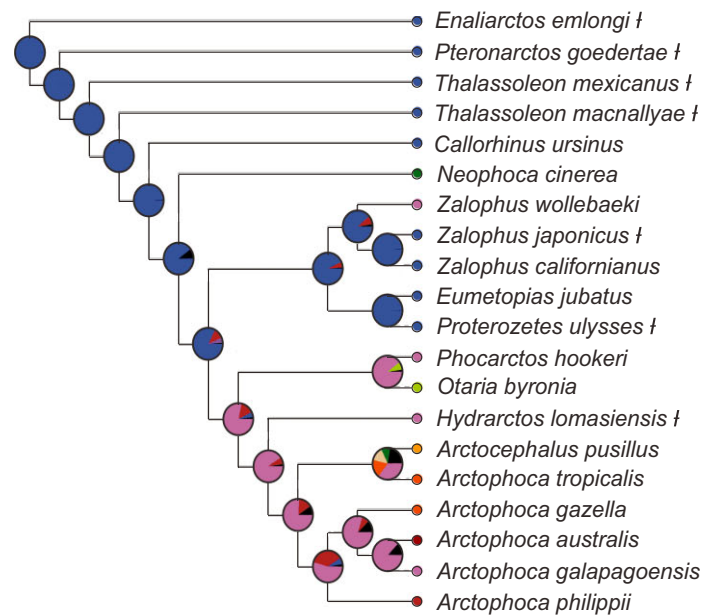 Enaliarctos emlongi ƚ
Pteronarctos goedertae ƚ
Thalassoleon mexicanus ƚ
Thalassoleon macnallyae ƚ
Callorhinus ursinus
Neophoca cinerea
Zalophus wollebaeki
Zalophus japonicus ƚ
Zalophus californianus
Eumetopias jubatus
Proterozetes ulysses ƚ
Phocarctos hookeri
Otaria byronia
Hydrarctos lomasiensis ƚ
Arctocephalus pusillus
Arctophoca tropicalis
Arctophoca gazella
Arctophoca australis
Arctophoca galapagoensis
Arctophoca philippii